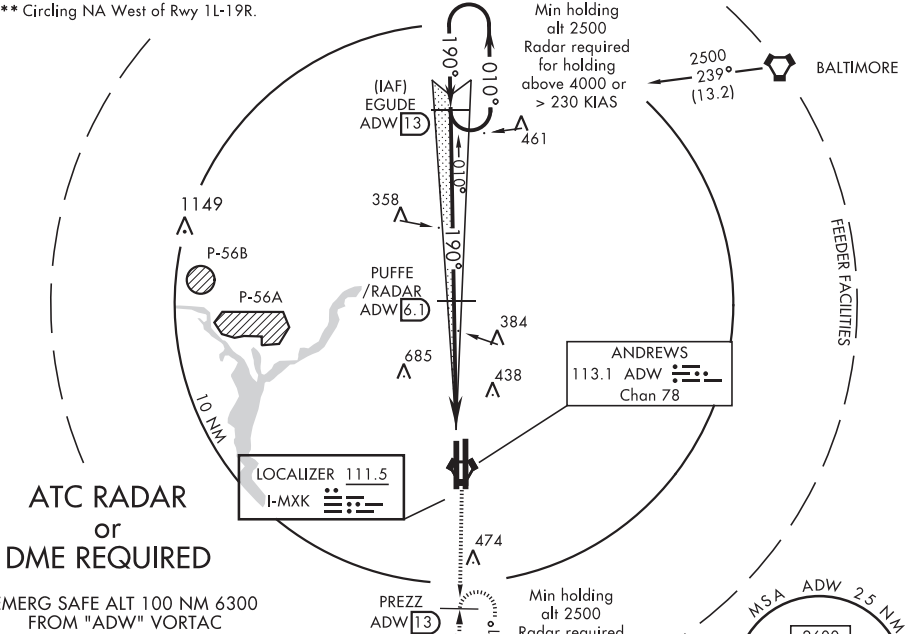 ** Circling NA West of Rwy 1L-19R.
Min holding
alt 2500
Radar required
for holding
above 4000 or
> 230 KIAS
190°
010°
2500
239°
(13.2)
BALTIMORE
(IAF)
EGUDE
ADW 13
461
010°
1149
358
190°
P-56B
P-56A
PUFFE
/RADAR
ADW 6.1
384
685
438
FEEDER FACILITIES
ANDREWS
113.1 ADW
Chan 78
10 NM
LOCALIZER 111.5
I-MXK
ATC RADAR
or
DME REQUIRED
474
EMERG SAFE ALT 100 NM 6300
FROM "ADW" VORTAC
PREZZ
ADW 13
Min holding
alt 2500
Radar required
MSA ADW 25 NM